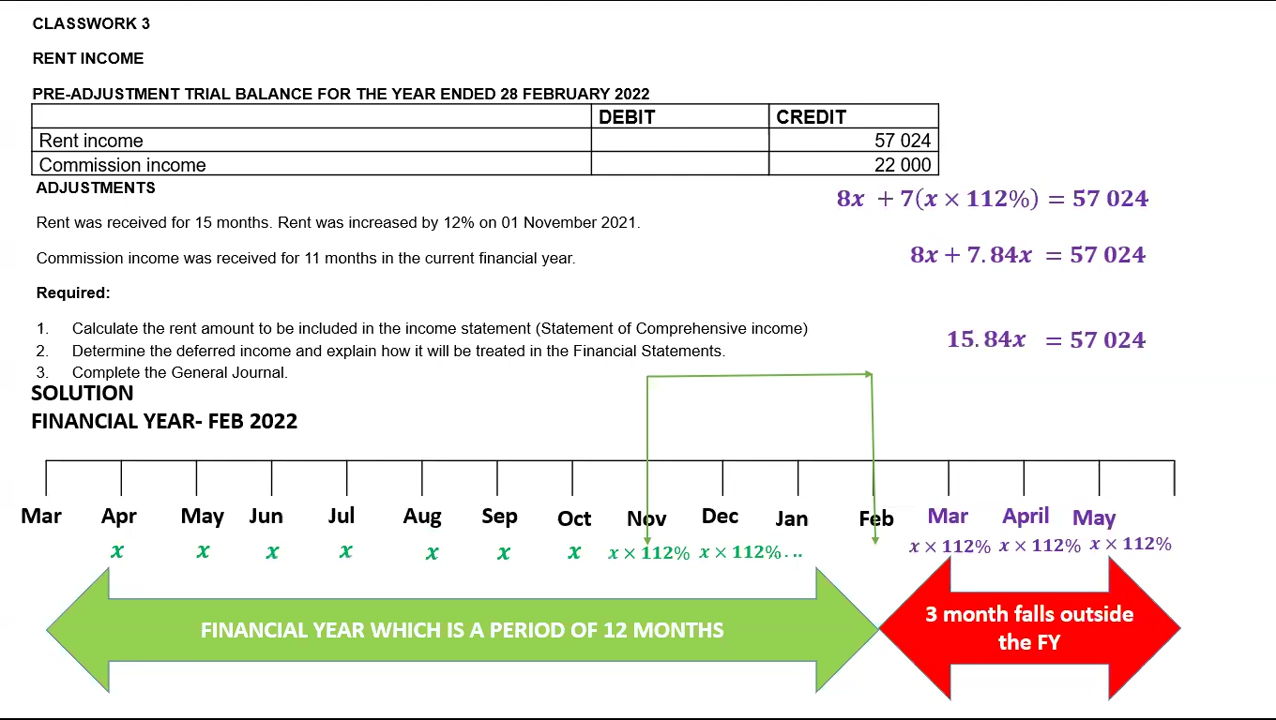 CLASSWORK 3
RENT INCOME
PRE-ADJUSTMENT TRIAL BALANCE FOR THE YEAR ENDED 28 FEBRUARY 2022
DEBIT CREDIT
Rent income 57 024
Commission income 22 000
ADJUSTMENTS
8x + 7(x × 112%) = 57 024
Rent was received for 15 months. Rent was increased by 12% on 01 November 2021.
8x + 7.84x = 57 024
Commission income was received for 11 months in the current financial year.
Required:
1. Calculate the rent amount to be included in the income statement (Statement of Comprehensive income)
15.84x = 57 024
2. Determine the deferred income and explain how it will be treated in the Financial Statements.
3. Complete the General Journal.
SOLUTION
FINANCIAL YEAR- FEB 2022
Mar Apr May Jun Jul Aug Sep Oct Nov Dec Jan Feb Mar April May
x x x x x x x x × 112% x × 112%... x × 112% x × 112% x × 112%
FINANCIAL YEAR WHICH IS A PERIOD OF 12 MONTHS
3 month falls outside
the FY